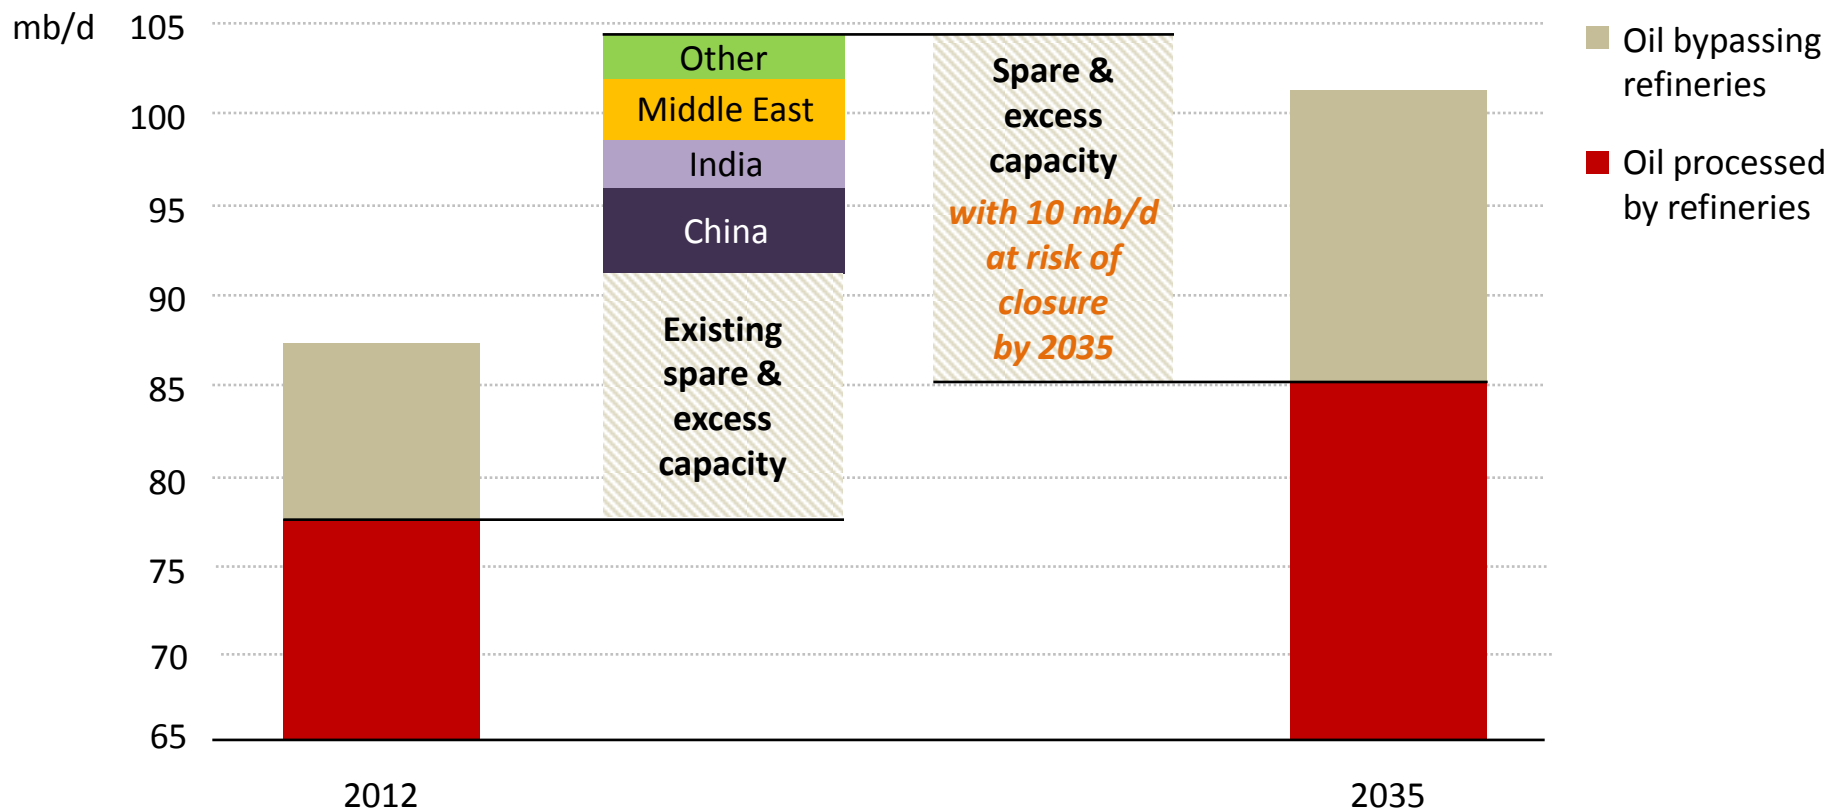 mb/d
105
100
95
90
85
80
75
70
65
Other
Middle East
India
China
Existing
spare &
excess
capacity
Spare &
excess
capacity
with 10 mb/d
at risk of
closure
by 2035
Oil bypassing
refineries
Oil processed
by refineries
2012
2035